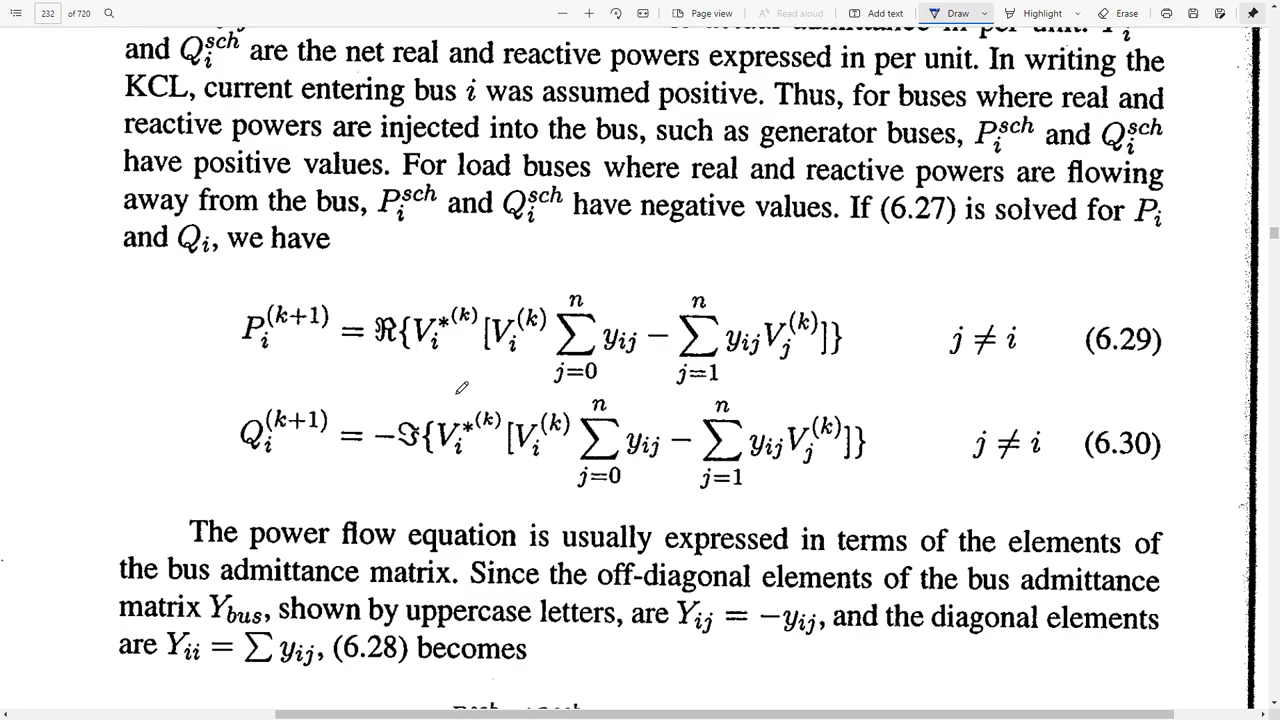 232 of 720 Page view Read aloud Add text Draw Highlight Erase
and Q_i^{sch} are the net real and reactive powers expressed in per unit. In writing the
KCL, current entering bus i was assumed positive. Thus, for buses where real and
reactive powers are injected into the bus, such as generator buses, P_i^{sch} and Q_i^{sch}
have positive values. For load buses where real and reactive powers are flowing
away from the bus, P_i^{sch} and Q_i^{sch} have negative values. If (6.27) is solved for P_i
and Q_i, we have
P_i^{(k+1)} = ℜ{V_i^{*(k)}[V_i^{(k)} ∑_{j=0}^{n} y_{ij} − ∑_{j=1}^{n} y_{ij}V_j^{(k)}]} j ≠ i (6.29)
Q_i^{(k+1)} = −ℑ{V_i^{*(k)}[V_i^{(k)} ∑_{j=0}^{n} y_{ij} − ∑_{j=1}^{n} y_{ij}V_j^{(k)}]} j ≠ i (6.30)
The power flow equation is usually expressed in terms of the elements of
the bus admittance matrix. Since the off-diagonal elements of the bus admittance
matrix Y_{bus}, shown by uppercase letters, are Y_{ij} = −y_{ij}, and the diagonal elements
are Y_{ii} = ∑ y_{ij}, (6.28) becomes